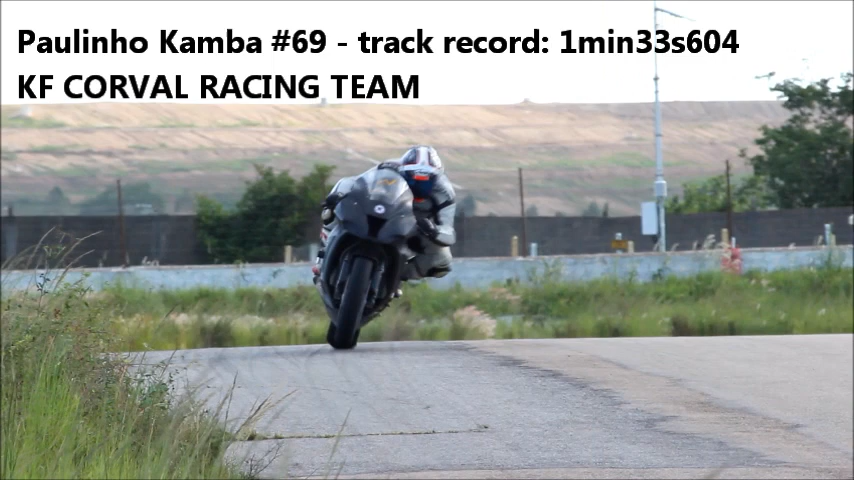 Paulinho Kamba #69 - track record: 1min33s604
KF CORVAL RACING TEAM